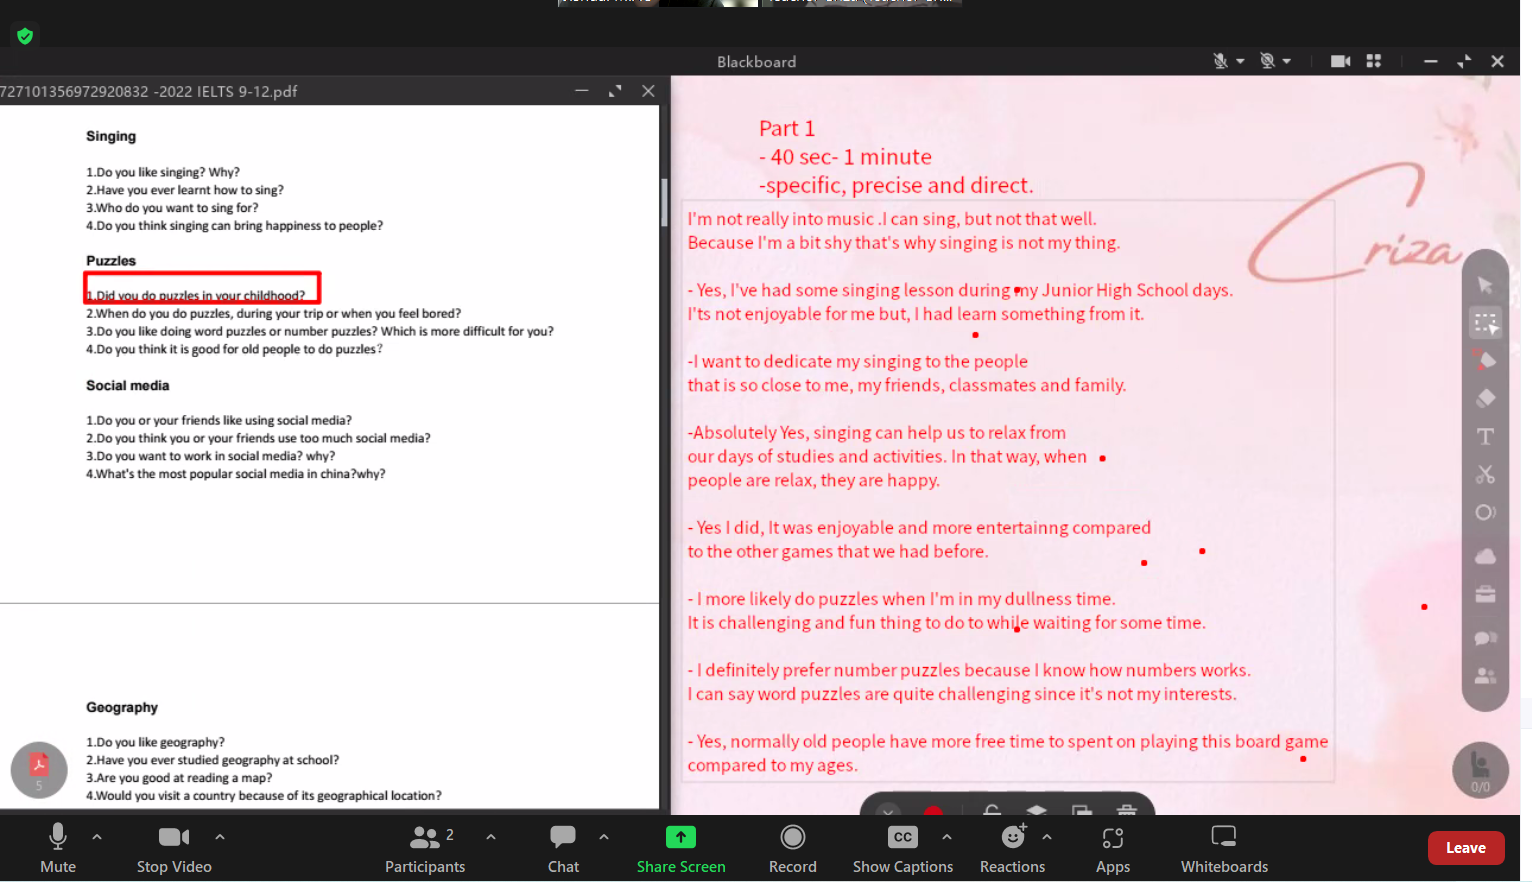 Blackboard
727101356972920832 -2022 IELTS 9-12.pdf
Singing
1.Do you like singing? Why?
2.Have you ever learnt how to sing?
3.Who do you want to sing for?
4.Do you think singing can bring happiness to people?
Puzzles
1.Did you do puzzles in your childhood?
2.When do you do puzzles, during your trip or when you feel bored?
3.Do you like doing word puzzles or number puzzles? Which is more difficult for you?
4.Do you think it is good for old people to do puzzles?
Social media
1.Do you or your friends like using social media?
2.Do you think you or your friends use too much social media?
3.Do you want to work in social media? why?
4.What's the most popular social media in china?why?
Geography
1.Do you like geography?
2.Have you ever studied geography at school?
3.Are you good at reading a map?
4.Would you visit a country because of its geographical location?
5
Part 1
- 40 sec- 1 minute
-specific, precise and direct.
I'm not really into music .I can sing, but not that well.
Because I'm a bit shy that's why singing is not my thing.
- Yes, I've had some singing lesson during my Junior High School days.
I'ts not enjoyable for me but, I had learn something from it.
-I want to dedicate my singing to the people
that is so close to me, my friends, classmates and family.
-Absolutely Yes, singing can help us to relax from
our days of studies and activities. In that way, when
people are relax, they are happy.
- Yes I did, It was enjoyable and more entertainng compared
to the other games that we had before.
- I more likely do puzzles when I'm in my dullness time.
It is challenging and fun thing to do to while waiting for some time.
- I definitely prefer number puzzles because I know how numbers works.
I can say word puzzles are quite challenging since it's not my interests.
- Yes, normally old people have more free time to spent on playing this board game
compared to my ages.
Criza
T
0/0
Mute
Stop Video
2
Participants
Chat
Share Screen
Record
CC
Show Captions
Reactions
Apps
Whiteboards
Leave